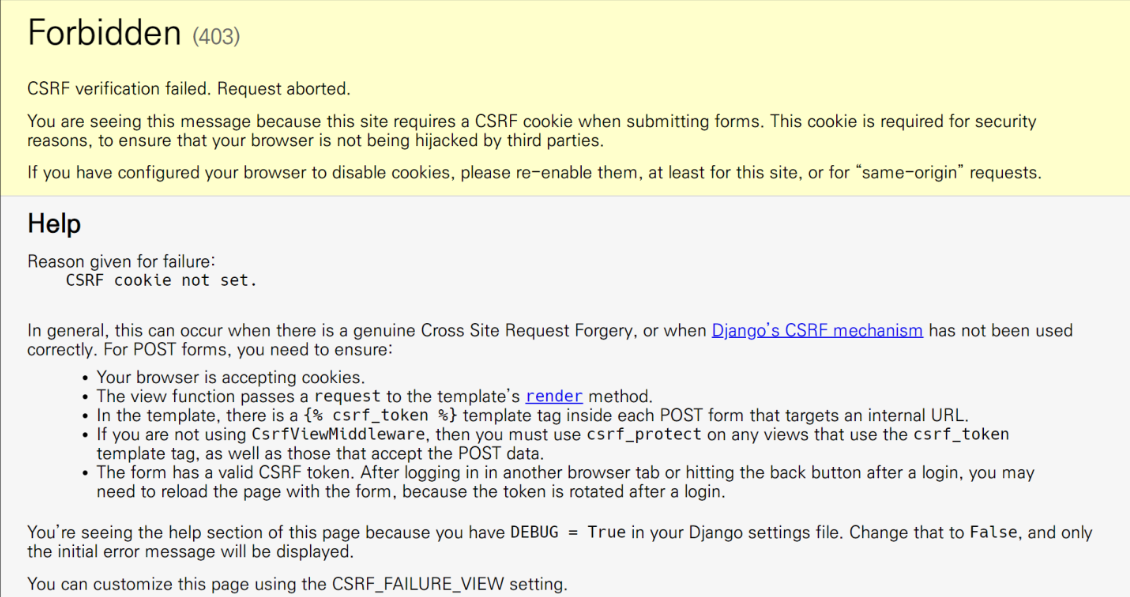 Forbidden (403)
CSRF verification failed. Request aborted.
You are seeing this message because this site requires a CSRF cookie when submitting forms. This cookie is required for security
reasons, to ensure that your browser is not being hijacked by third parties.
If you have configured your browser to disable cookies, please re-enable them, at least for this site, or for “same-origin” requests.
Help
Reason given for failure:
CSRF cookie not set.
In general, this can occur when there is a genuine Cross Site Request Forgery, or when Django's CSRF mechanism has not been used
correctly. For POST forms, you need to ensure:
• Your browser is accepting cookies.
• The view function passes a request to the template's render method.
• In the template, there is a {% csrf_token %} template tag inside each POST form that targets an internal URL.
• If you are not using CsrfViewMiddleware, then you must use csrf_protect on any views that use the csrf_token
template tag, as well as those that accept the POST data.
• The form has a valid CSRF token. After logging in in another browser tab or hitting the back button after a login, you may
need to reload the page with the form, because the token is rotated after a login.
You're seeing the help section of this page because you have DEBUG = True in your Django settings file. Change that to False, and only
the initial error message will be displayed.
You can customize this page using the CSRF_FAILURE_VIEW setting.